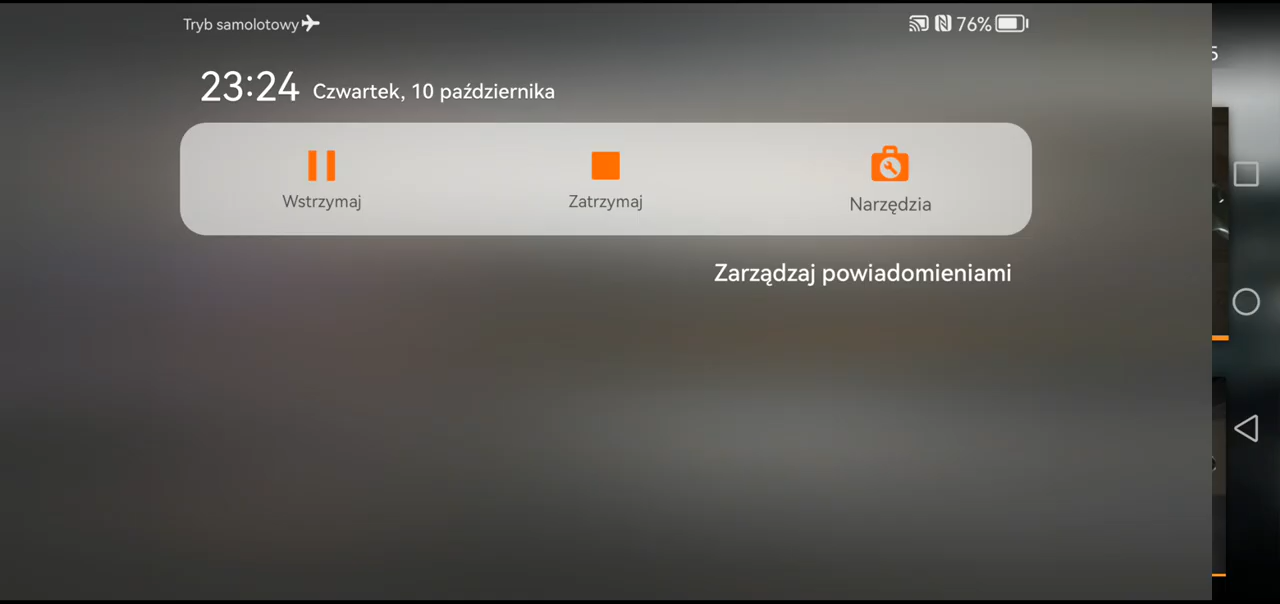 Tryb samolotowy 76%
23:24 Czwartek, 10 października
Wstrzymaj Zatrzymaj Narzędzia
Zarządzaj powiadomieniami